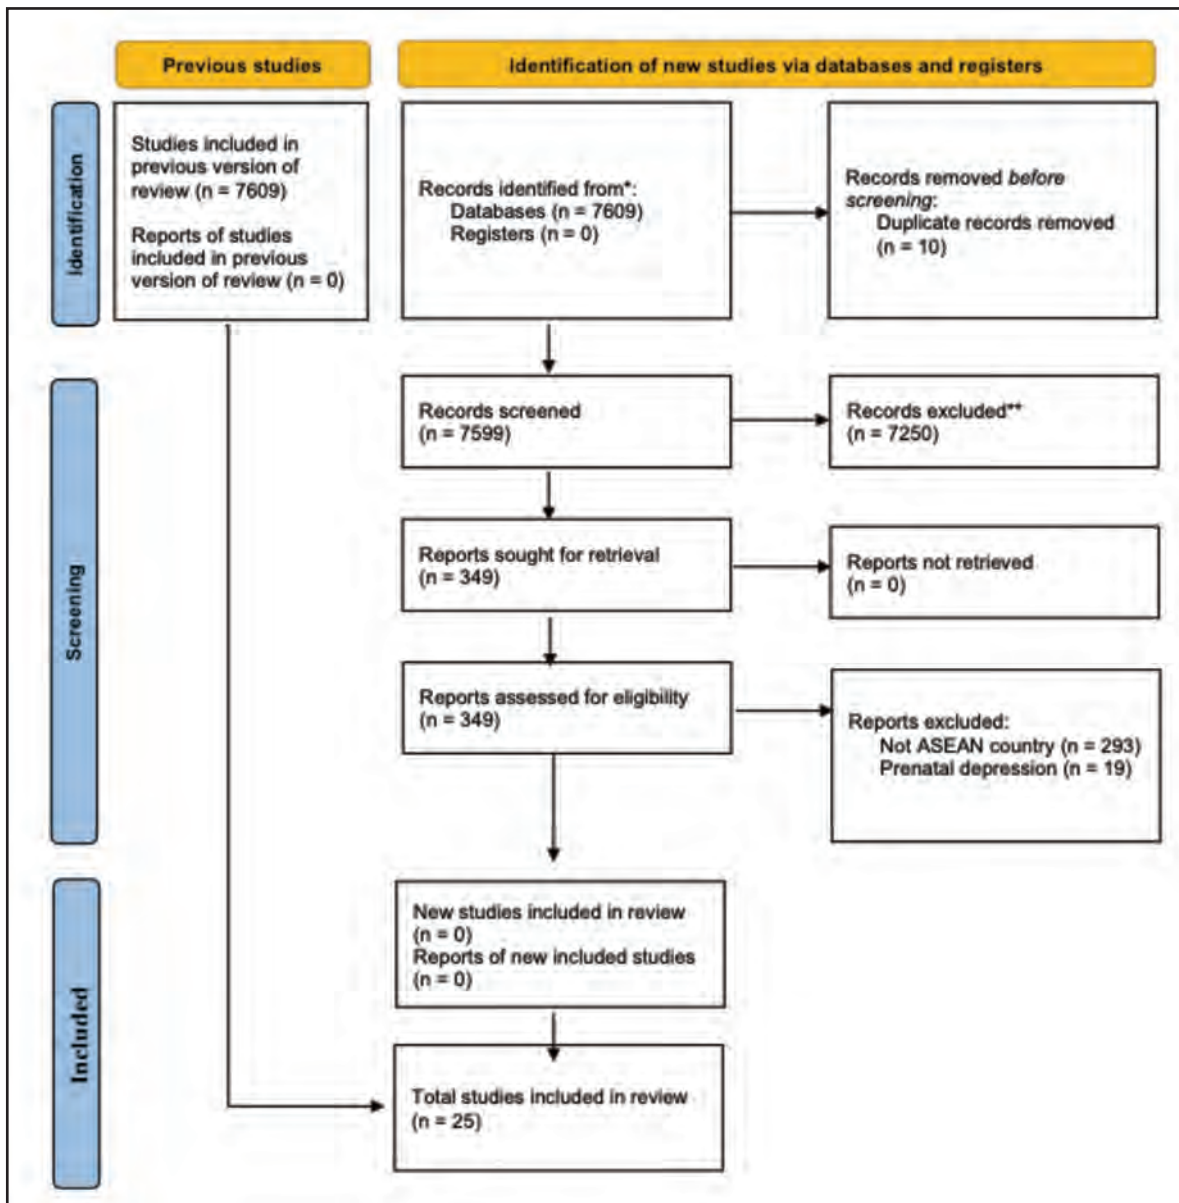 Previous studies
Identification of new studies via databases and registers
Identification
Studies included in
previous version of
review (n = 7609)
Reports of studies
included in previous
version of review (n = 0)
Records identified from*:
Databases (n = 7609)
Registers (n = 0)
Records removed before
screening:
Duplicate records removed
(n = 10)
Screening
Records screened
(n = 7599)
Records excluded**
(n = 7250)
Reports sought for retrieval
(n = 349)
Reports not retrieved
(n = 0)
Reports assessed for eligibility
(n = 349)
Reports excluded:
Not ASEAN country (n = 293)
Prenatal depression (n = 19)
Included
New studies included in review
(n = 0)
Reports of new included studies
(n = 0)
Total studies included in review
(n = 25)